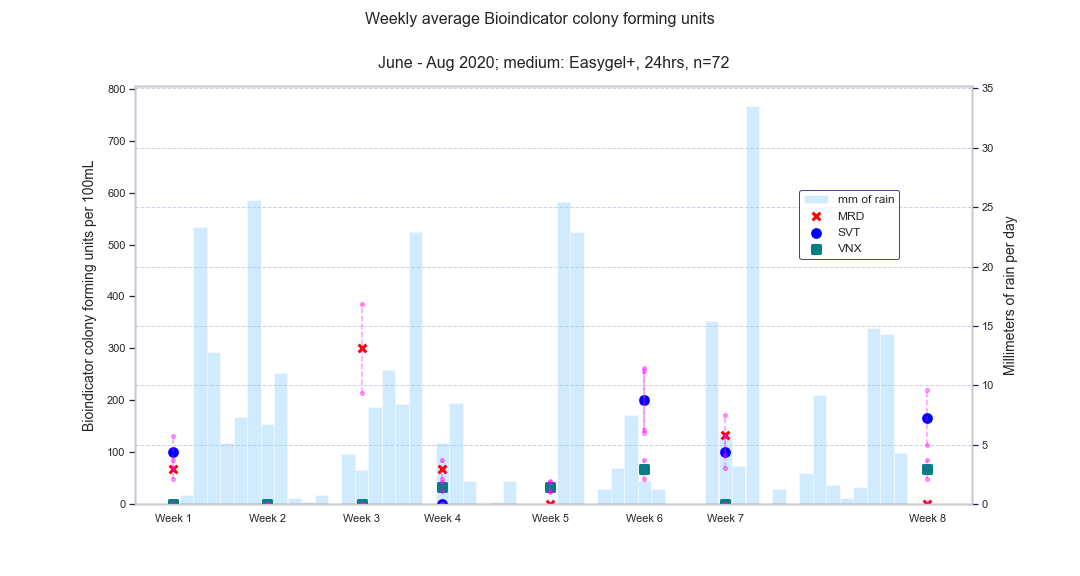 Weekly average Bioindicator colony forming units
June - Aug 2020; medium: Easygel+, 24hrs, n=72
Bioindicator colony forming units per 100mL
800
700
600
500
400
300
200
100
0
35
30
25
20
15
10
5
0
Millimeters of rain per day
mm of rain
MRD
SVT
VNX
Week 1 Week 2 Week 3 Week 4 Week 5 Week 6 Week 7 Week 8